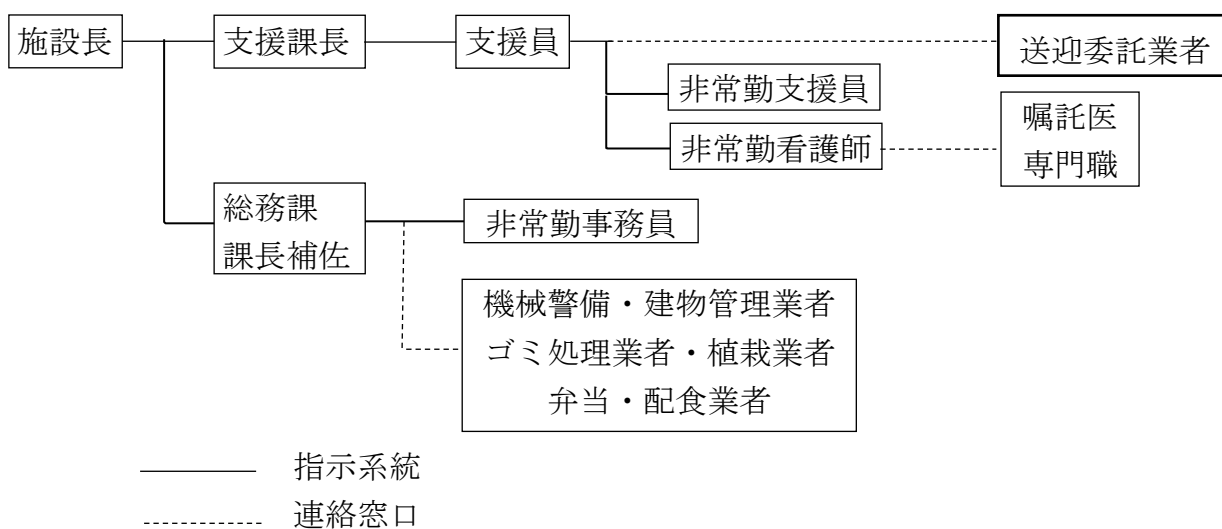 施設長
支援課長
支援員
送迎委託業者
非常勤支援員
非常勤看護師
嘱託医
専門職
総務課
課長補佐
非常勤事務員
機械警備・建物管理業者
ゴミ処理業者・植栽業者
弁当・配食業者
指示系統
連絡窓口